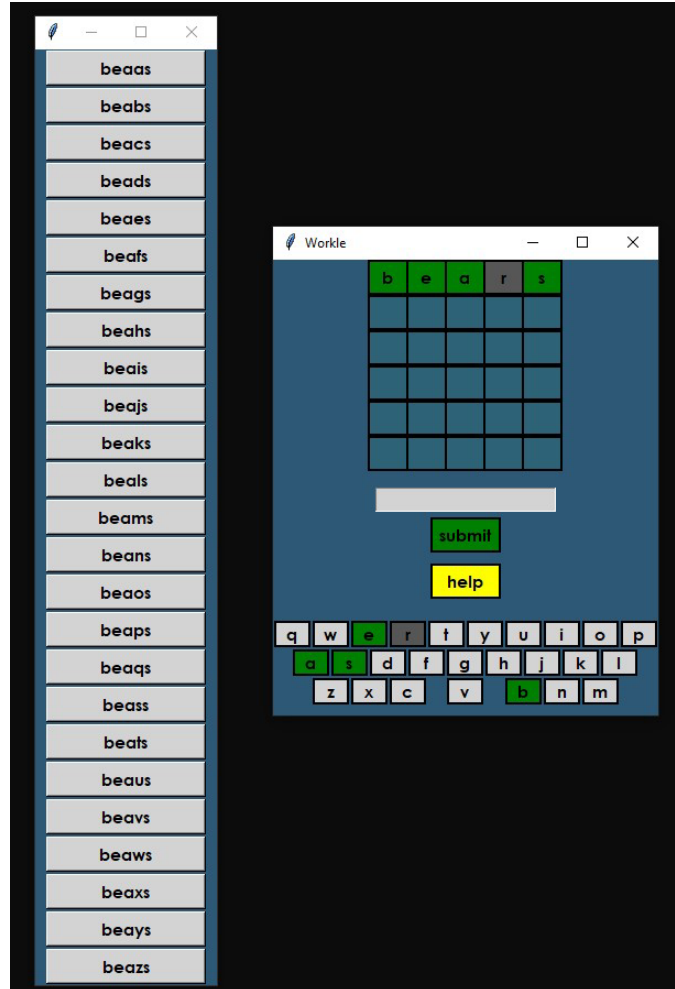 beaas
beabs
beacs
beads
beaes
beafs
beags
beahs
beais
beajs
beaks
beals
beams
beans
beaos
beaps
beaqs
beass
beats
beaus
beavs
beaws
beaxs
beays
beazs
Workle
b e a r s
submit
help
q w e r t y u i o p
a s d f g h j k l
z x c v b n m